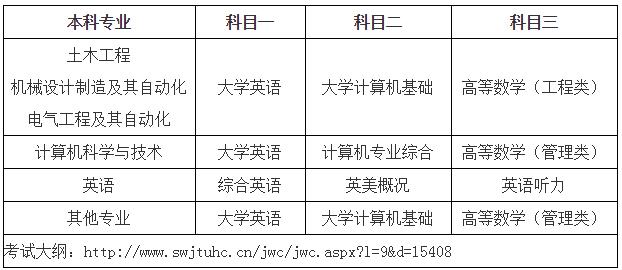 本科专业 科目一 科目二 科目三
土木工程
机械设计制造及其自动化 大学英语 大学计算机基础 高等数学（工程类）
电气工程及其自动化
计算机科学与技术 大学英语 计算机专业综合 高等数学（管理类）
英语 综合英语 英美概况 英语听力
其他专业 大学英语 大学计算机基础 高等数学（管理类）
考试大纲：http://www.swjtuhc.cn/jwc/jwc.aspx?l=9&d=15408